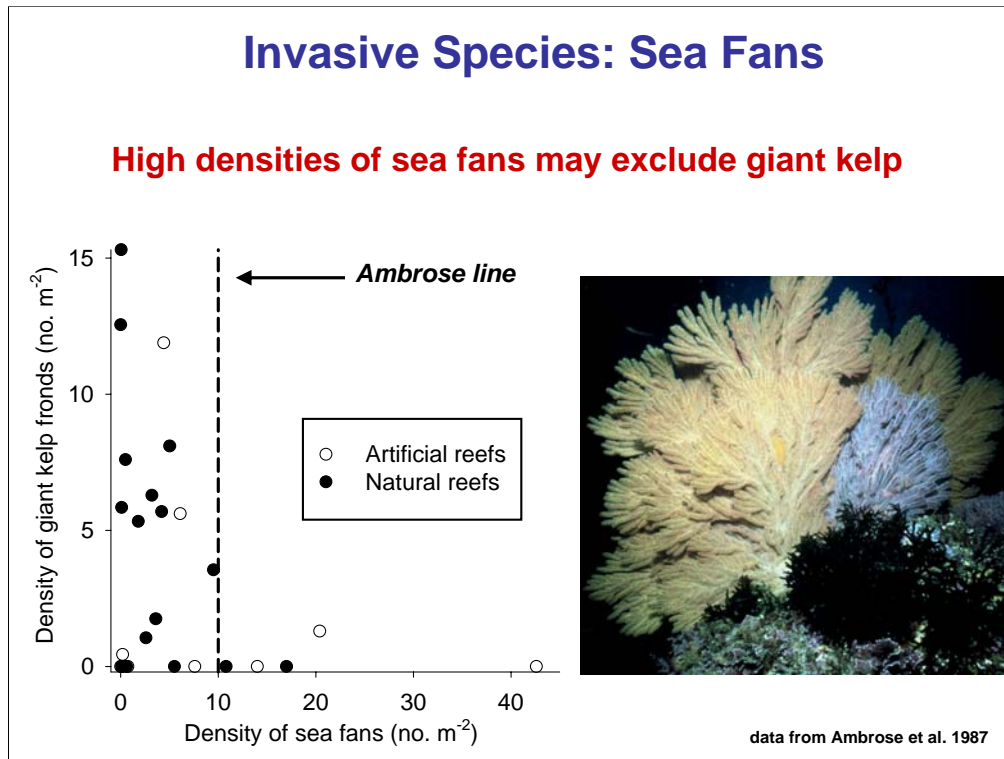 Invasive Species: Sea Fans
High densities of sea fans may exclude giant kelp
Density of giant kelp fronds (no. m-2)
15
10
5
0
Ambrose line
Artificial reefs
Natural reefs
0 10 20 30 40
Density of sea fans (no. m-2)
data from Ambrose et al. 1987